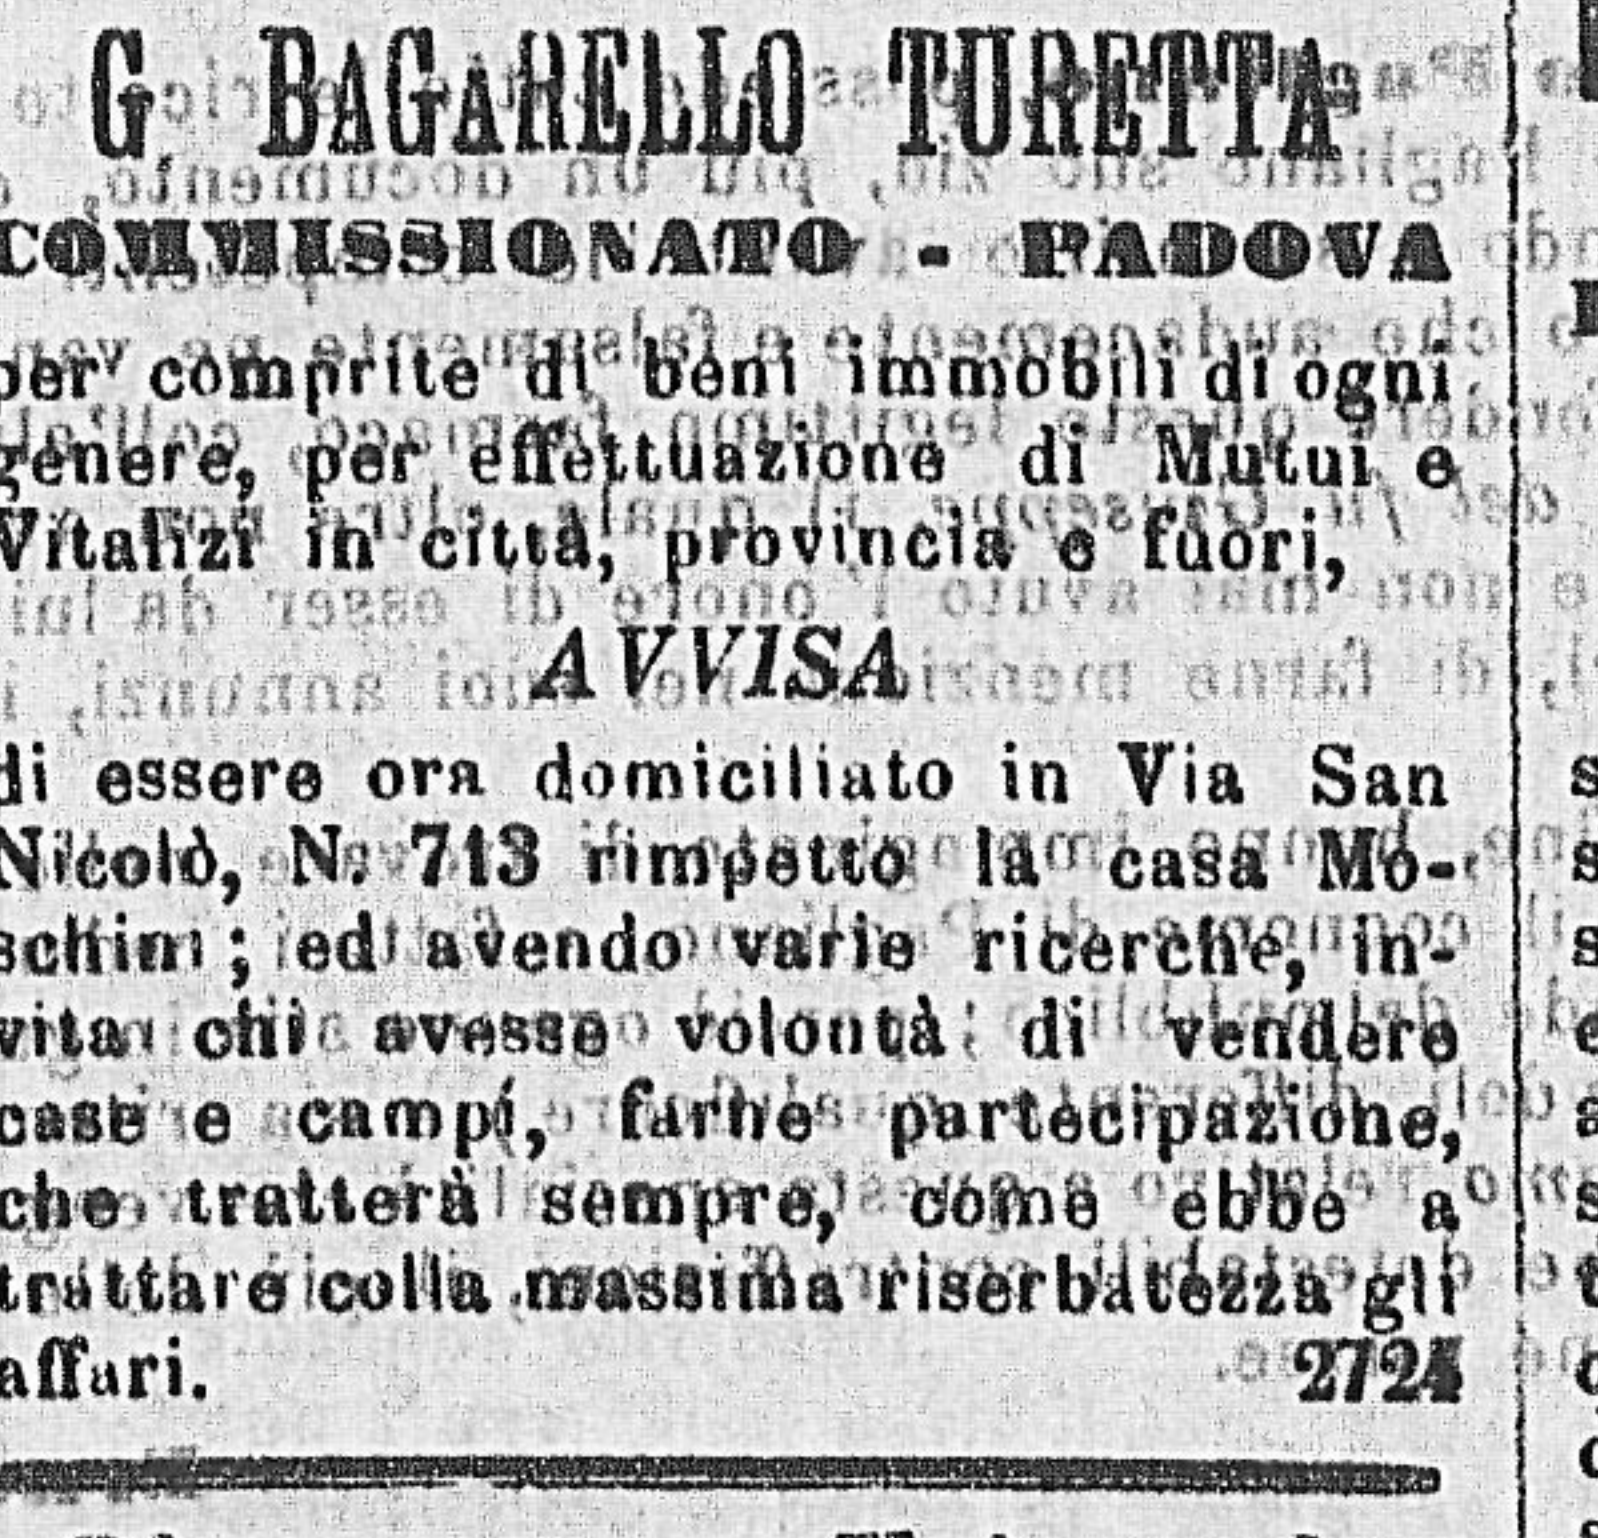 G. BAGARELLO TURETTA
COMMISSIONATO - PADOVA
per comprite di beni immobili di ogni
genere, per effettuazione di Mutui e
Vitalizi in città, provincia e fuori,
AVVISA
di essere ora domiciliato in Via San
Nicolò, N. 713 rimpetto la casa Mo-
schini; ed avendo varie ricerche, in-
vita chi avesse volontà di vendere
case e campi, farne partecipazione,
che tratterà sempre, come ebbe a
trattare colla massima riserbatezza gli
affari. 2724